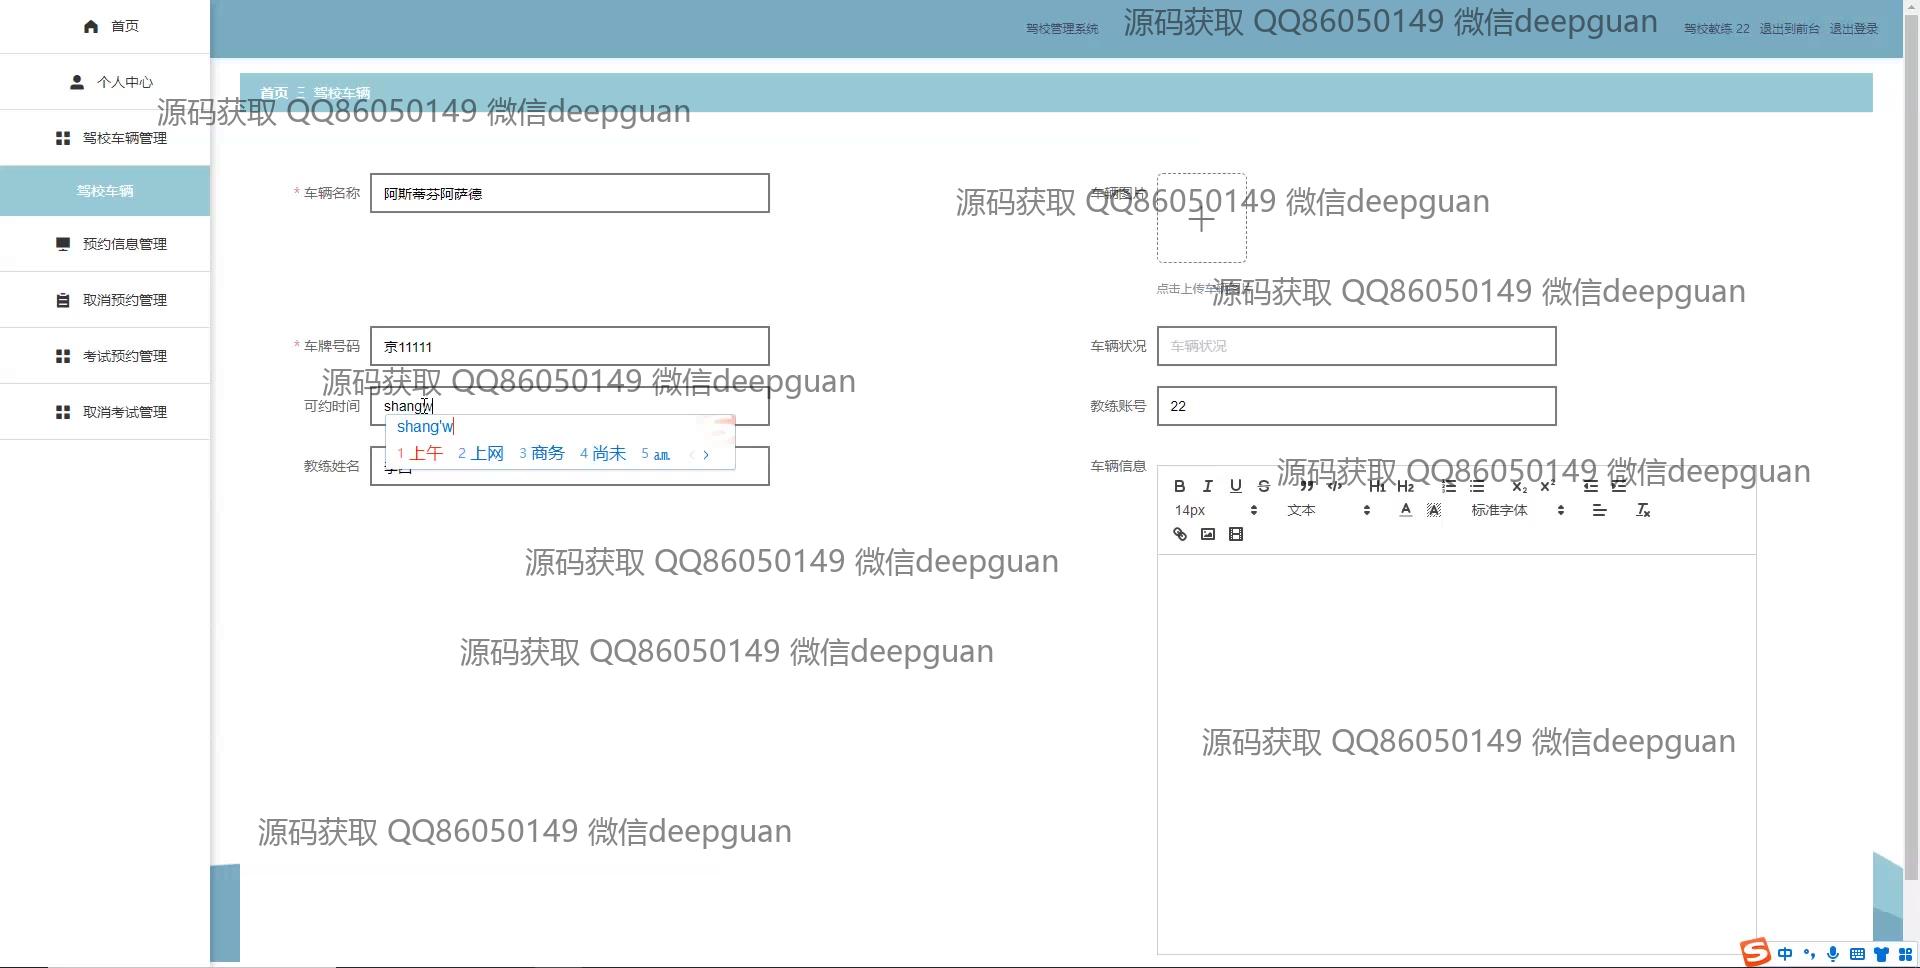 首页
个人中心
驾校车辆管理
驾校车辆
预约信息管理
取消预约管理
考试预约管理
取消考试管理
驾校管理系统
源码获取 QQ86050149 微信deepguan
驾校教练 22 退出到前台 退出登录
首页 Ξ 驾校车辆
源码获取 QQ86050149 微信deepguan
* 车辆名称 阿斯蒂芬阿萨德
车辆图片
源码获取 QQ86050149 微信deepguan
点击上传车辆图片
源码获取 QQ86050149 微信deepguan
* 车牌号码 京11111
车辆状况 车辆状况
源码获取 QQ86050149 微信deepguan
可约时间 shangw
shang'w
1 上午 2 上网 3 商务 4 尚未 5 a.m.
教练账号 22
教练姓名
车辆信息
源码获取 QQ86050149 微信deepguan
B I U S H1 H2 X2 X2
14px 文本 A A 标准字体 Tx
源码获取 QQ86050149 微信deepguan
源码获取 QQ86050149 微信deepguan
源码获取 QQ86050149 微信deepguan
源码获取 QQ86050149 微信deepguan
S 中